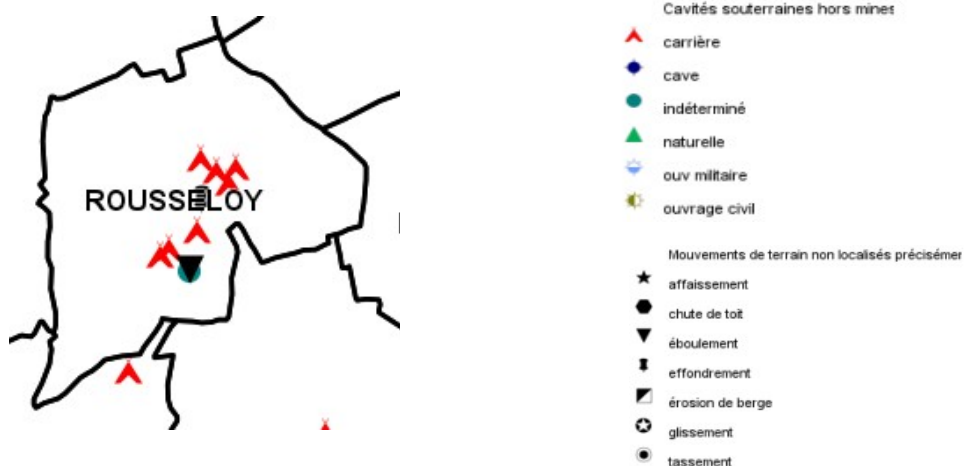 ROUSSELOY
Cavités souterraines hors mines
carrière
cave
indéterminé
naturelle
ouv militaire
ouvrage civil
Mouvements de terrain non localisés précisémen
affaissement
chute de toit
éboulement
effondrement
érosion de berge
glissement
tassement